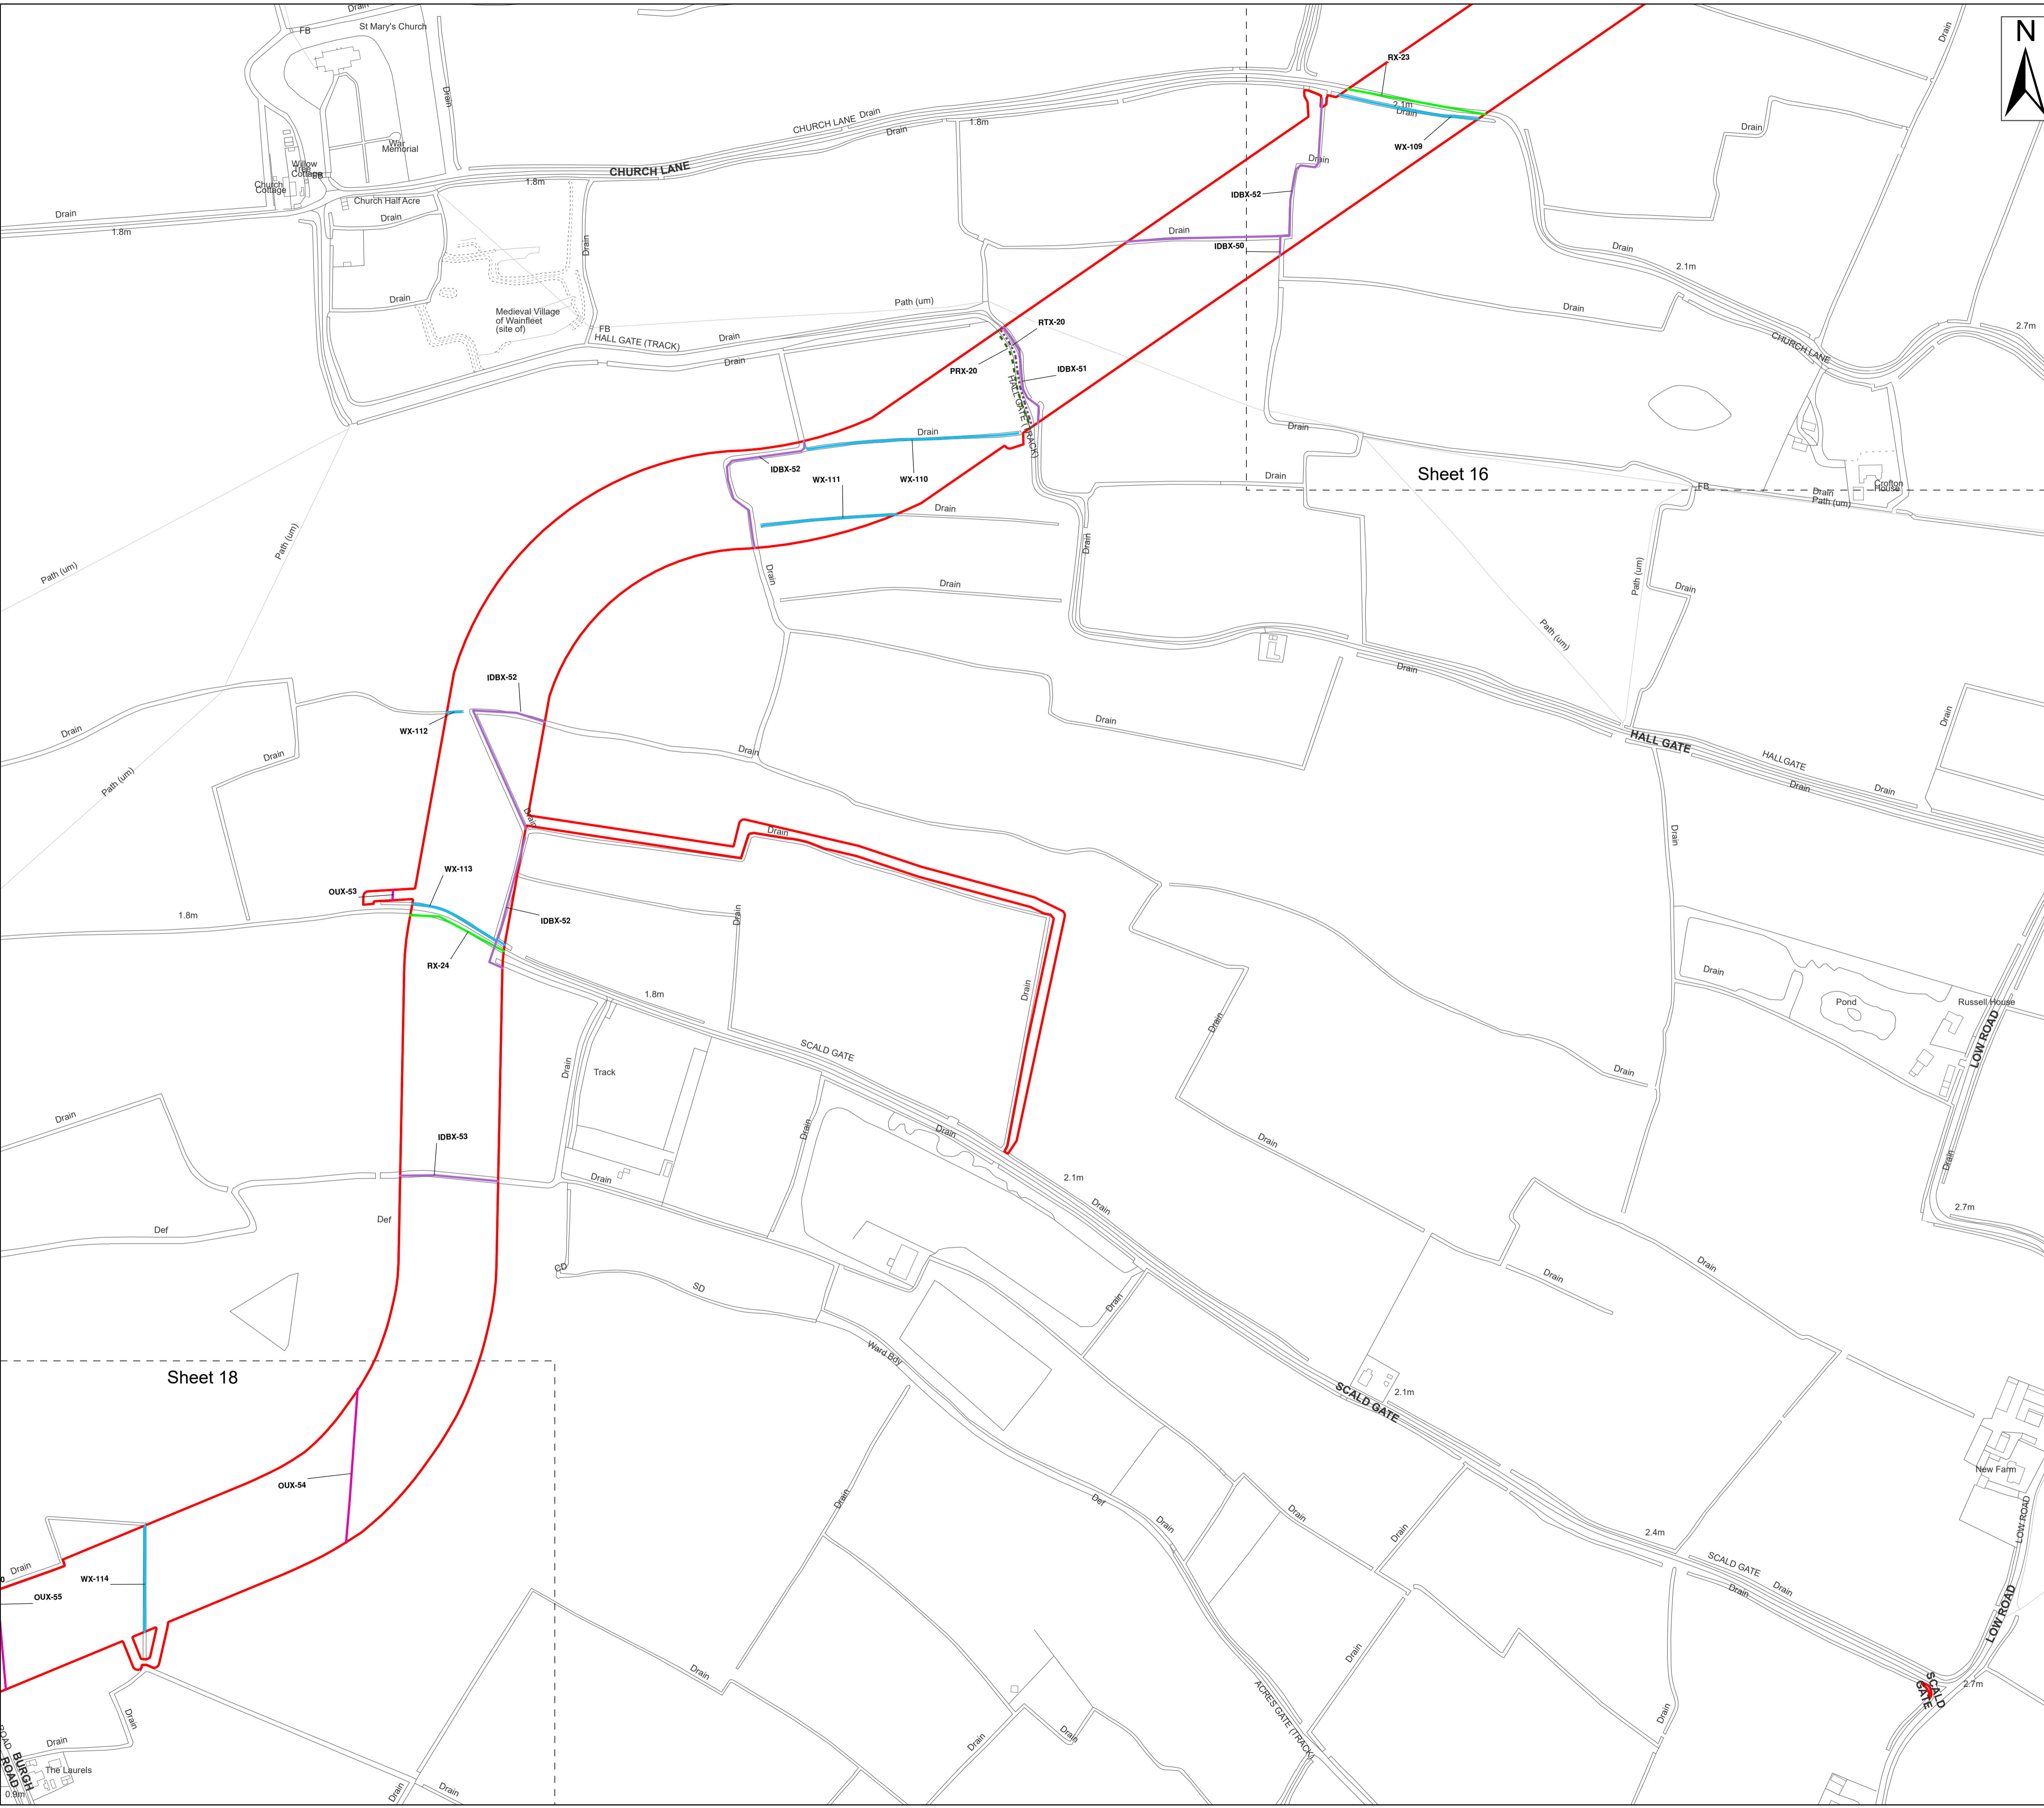 Drain
FB
St Mary's Church
Drain
N
Drain
RX-23
2.1m
Drain
WX-109
CHURCH LANE
Drain
Drain
1.8m
CHURCH LANE
War
Memorial
Willow
Tree
Cottage
Church
Cottage
1.8m
Church Half Acre
Drain
Drain
1.8m
Drain
Drain
IDBX-52
Drain
IDBX-50
Drain
2.1m
Drain
CHURCH LANE
2.7m
Drain
Drain
Medieval Village
of Wainfleet
(site of)
FB
HALL GATE (TRACK)
Path (um)
Drain
Drain
RTX-20
PRX-20
IDBX-51
HALL GATE (TRACK)
Drain
IDBX-52
WX-111
WX-110
Drain
Drain
Sheet 16
FB
Drain
Path (um)
Crofton
House
Drain
Drain
Drain
Drain
Path (um)
Path (um)
Path (um)
Drain
Path (um)
Drain
IDBX-52
WX-112
Drain
Drain
Drain
Drain
Path (um)
HALL GATE
HALLGATE
Drain
Drain
Drain
Drain
Drain
Drain
WX-113
OUX-53
1.8m
IDBX-52
RX-24
Drain
Drain
1.8m
Drain
Drain
Pond
Russell House
LOW ROAD
Drain
SCALD GATE
Track
Drain
Drain
Drain
Drain
Drain
IDBX-53
Drain
2.1m
Drain
Drain
Def
Def
2.7m
CD
SD
Drain
Drain
Drain
Ward Bdy
Sheet 18
SCALD GATE
2.1m
OUX-54
Drain
Def
Drain
Drain
Drain
New Farm
LOW ROAD
2.4m
SCALD GATE
Drain
Drain
Drain
WX-114
0
OUX-55
LOW ROAD
Drain
Drain
ACRES GATE (TRACK)
SCALD
GATE
2.7m
Drain
Drain
Drain
Drain
Drain
ROAD
BURGH
ROAD
The Laurels
0.9m
Drain
Drain